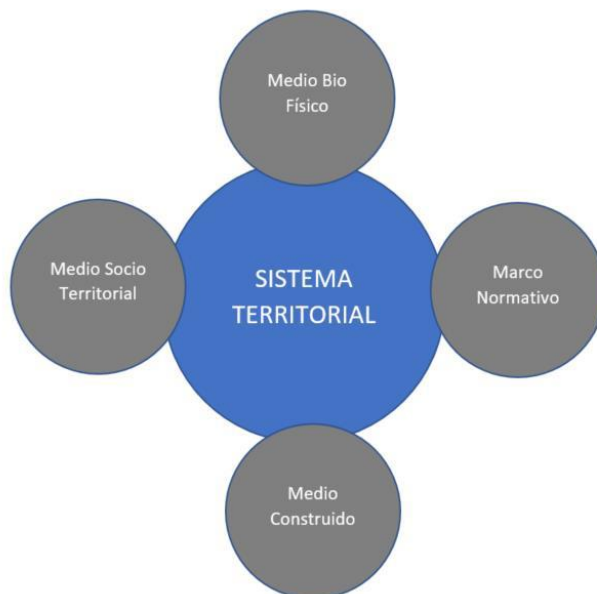 Medio Bio
Físico
Medio Socio
Territorial
SISTEMA
TERRITORIAL
Marco
Normativo
Medio
Construido